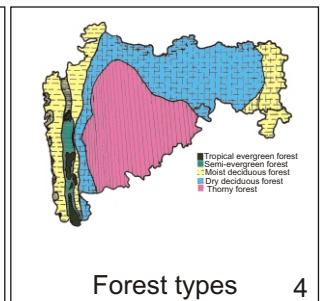 Tropical evergreen forest
Semi-evergreen forest
Moist deciduous forest
Dry deciduous forest
Thorny forest
Forest types 4